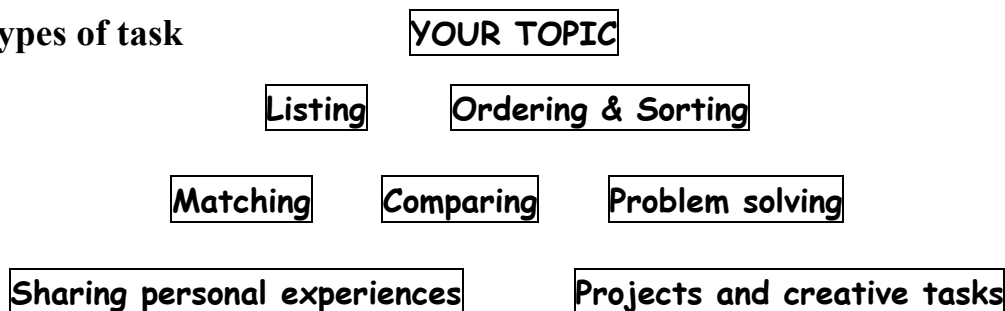 ypes of task YOUR TOPIC
Listing Ordering & Sorting
Matching Comparing Problem solving
Sharing personal experiences Projects and creative tasks